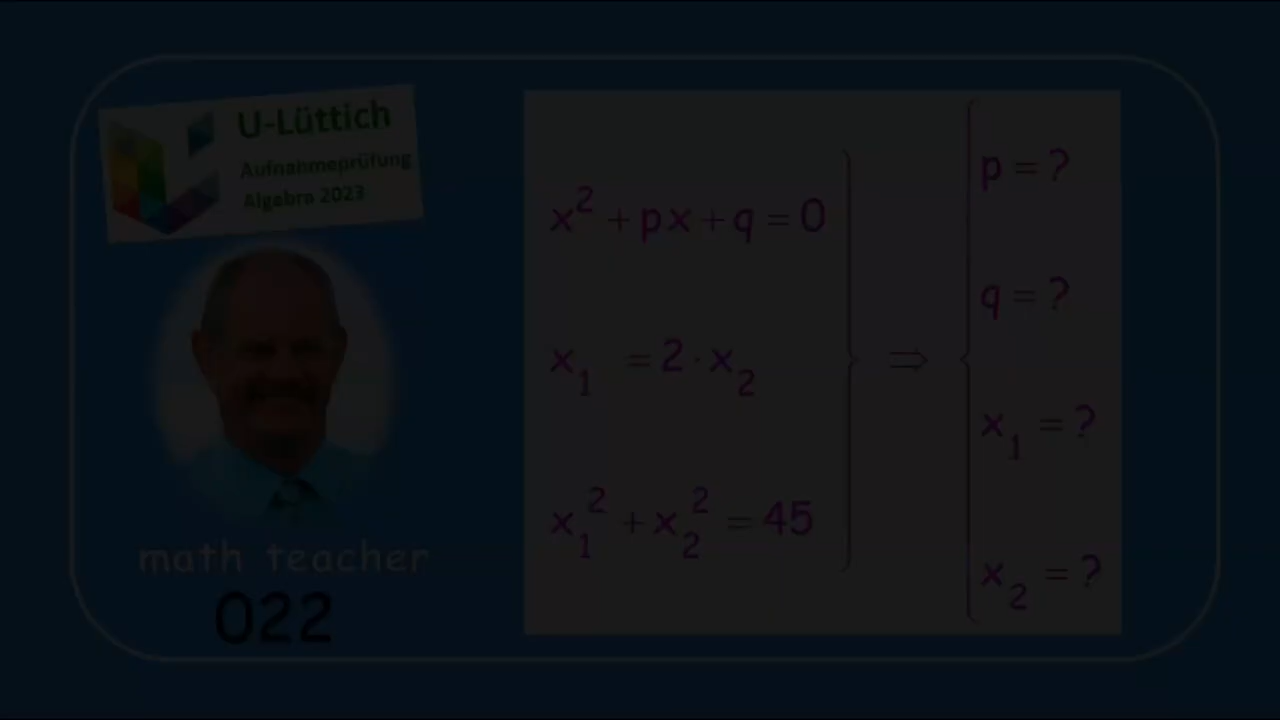 U-Lüttich
Aufnahmeprüfung
Algebra 2023
math teacher
022
x² + px + q = 0
x₁ = 2 · x₂
x₁² + x₂² = 45
⇒
p = ?
q = ?
x₁ = ?
x₂ = ?